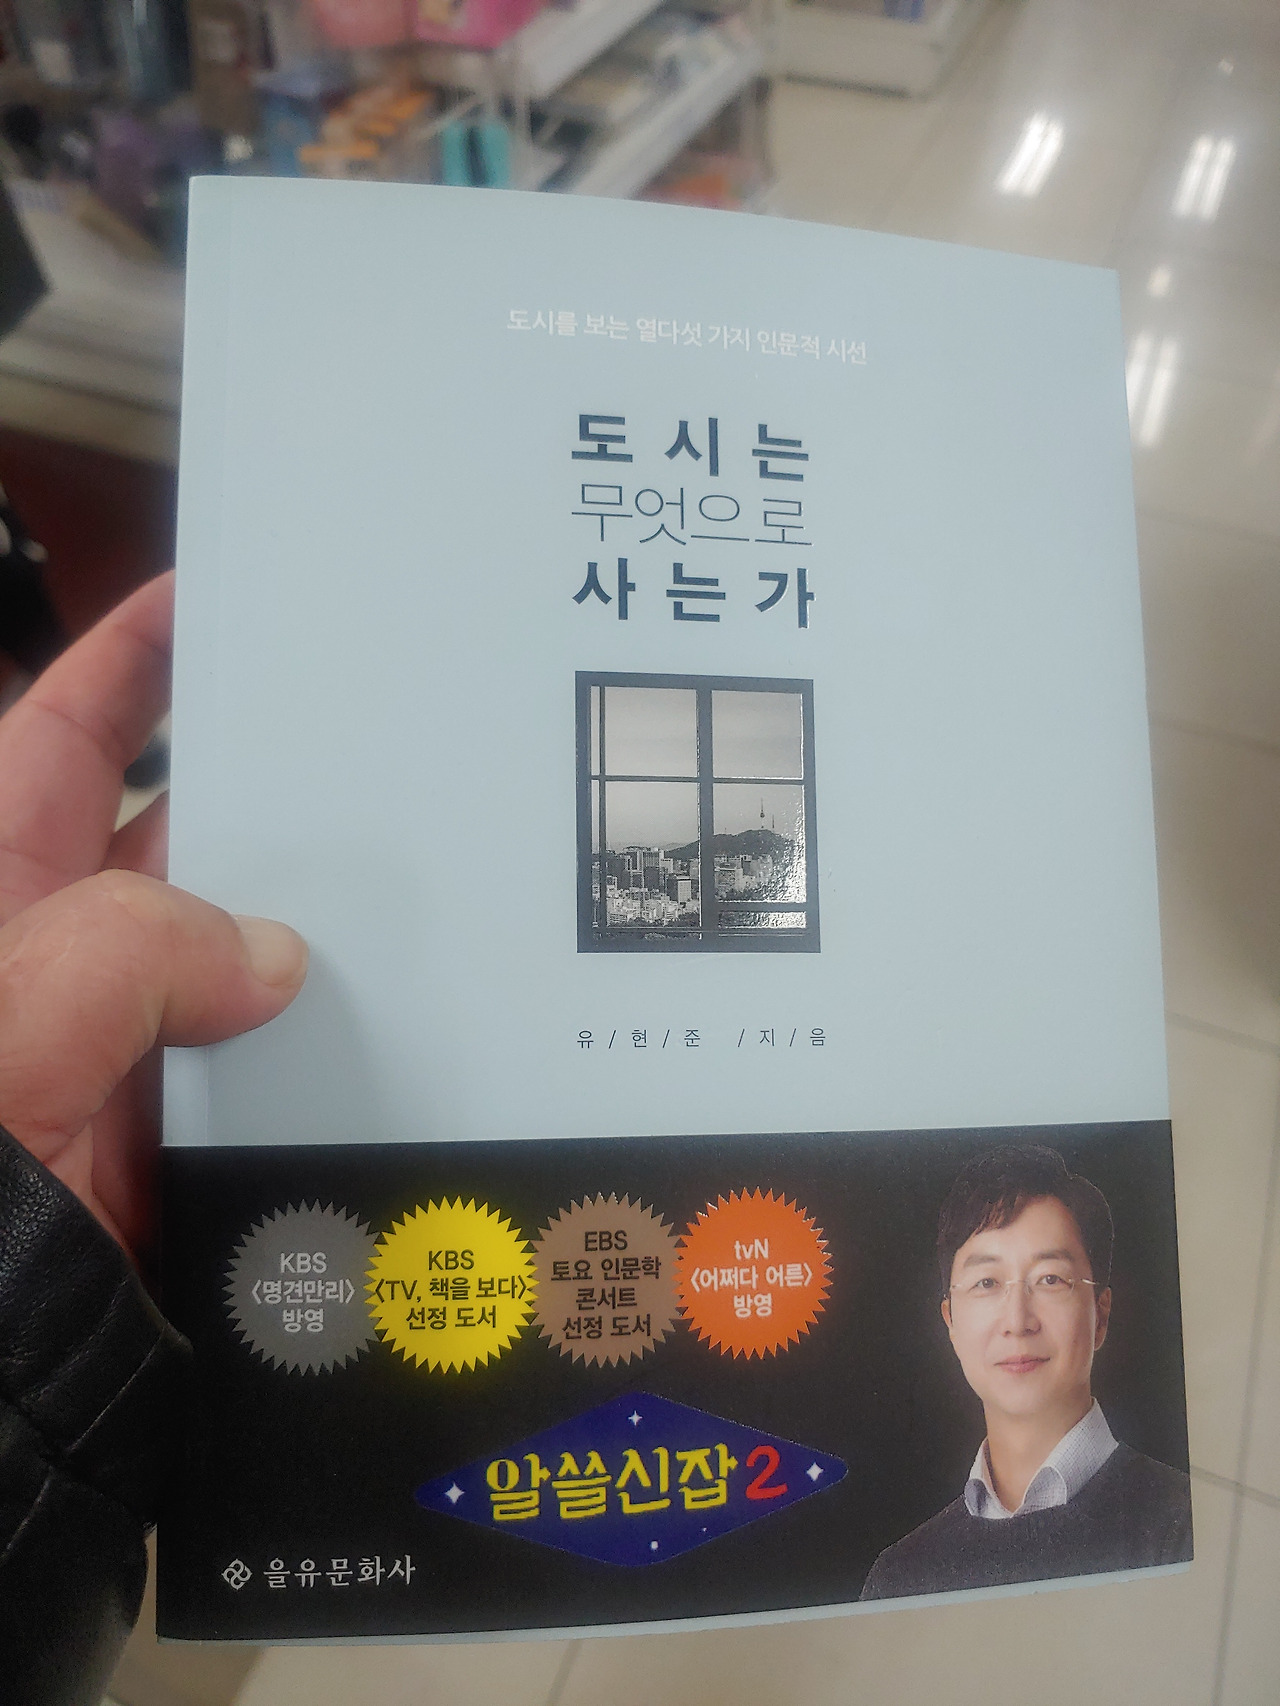 도시를 보는 열다섯 가지 인문적 시선
도시는
무엇으로
사는가
유/현/준 /지/음
KBS
〈명견만리〉
방영
KBS
〈TV, 책을 보다〉
선정 도서
EBS
토요 인문학
콘서트
선정 도서
tvN
〈어쩌다 어른〉
방영
알쓸신잡2
을유문화사